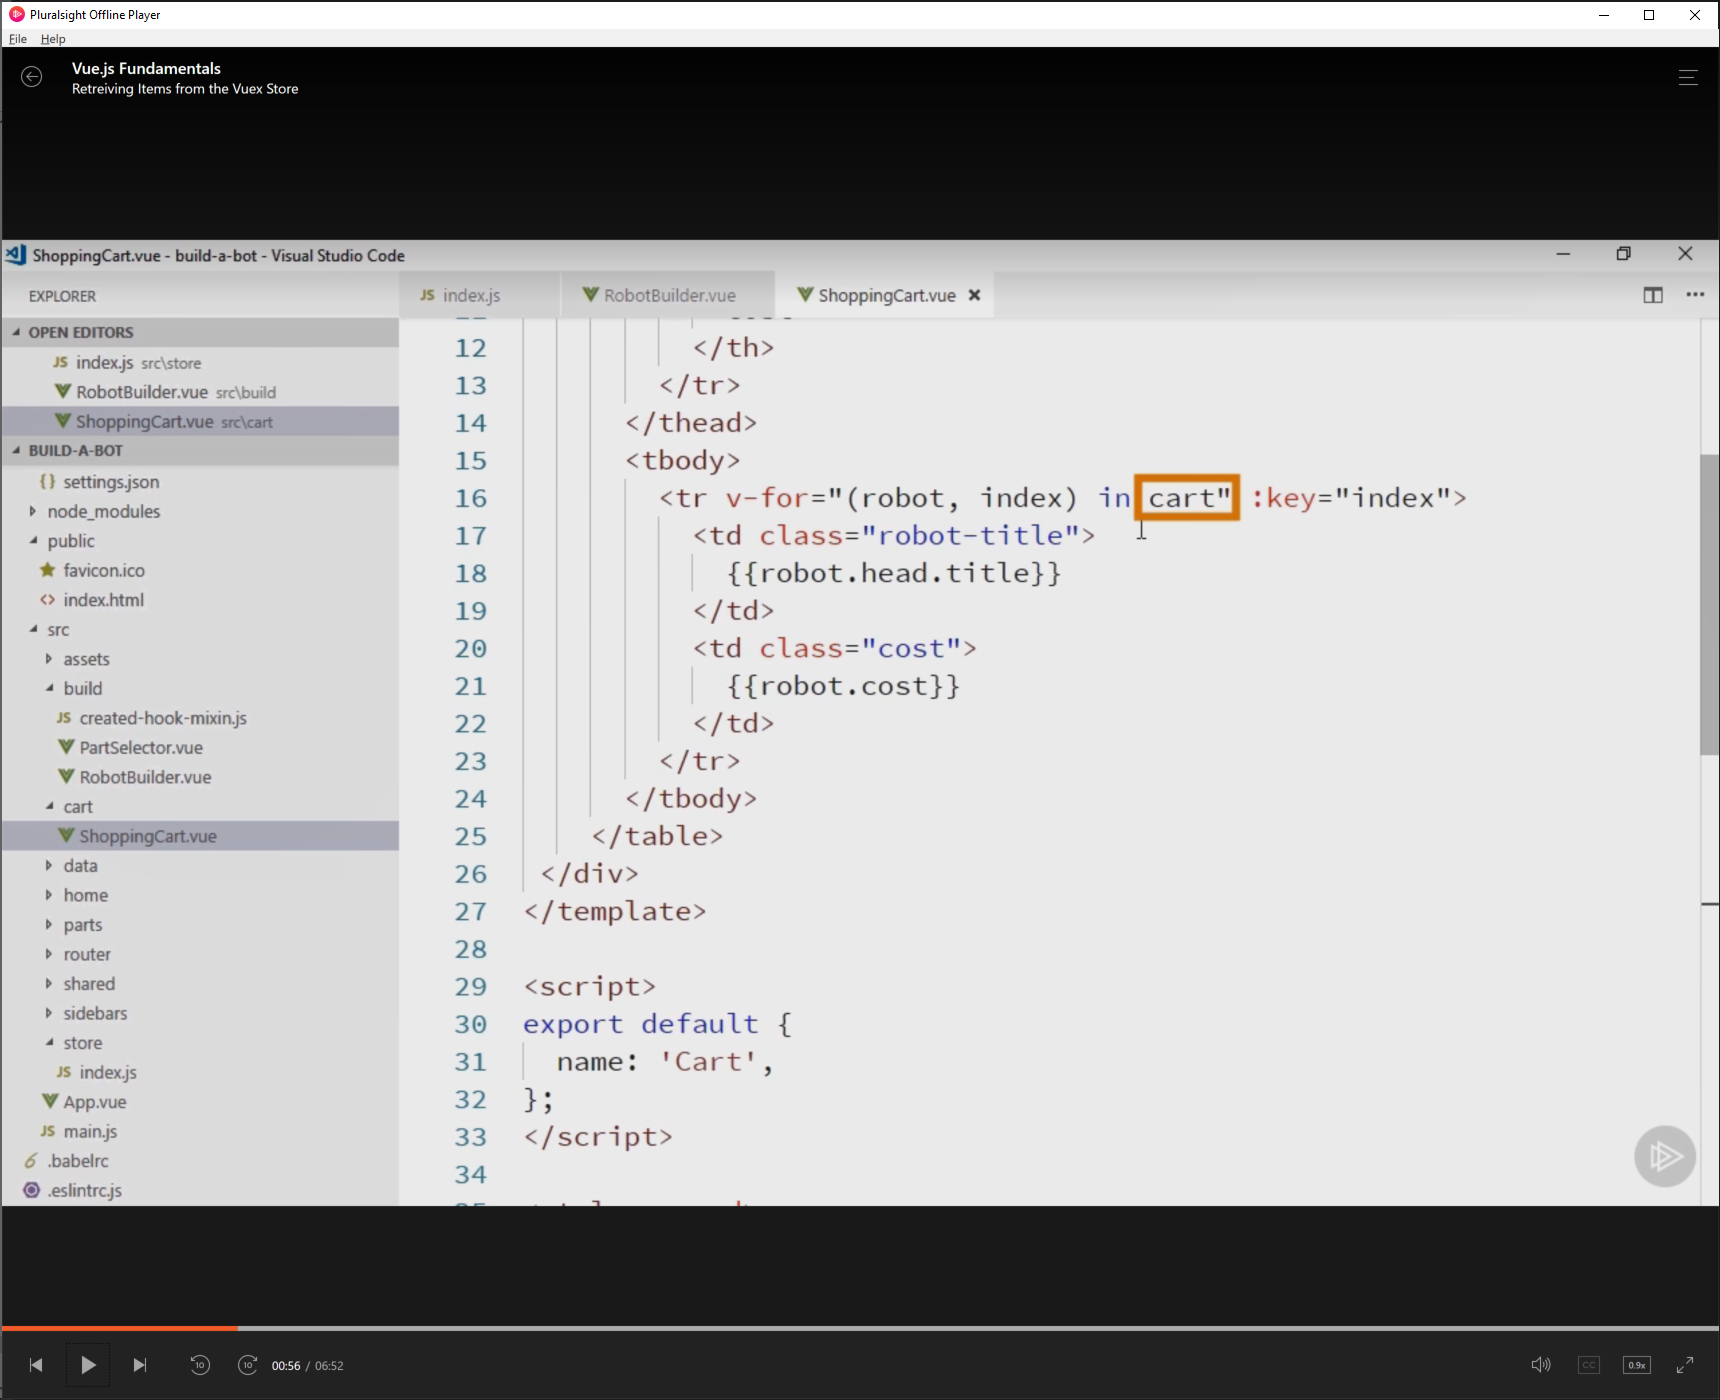 Pluralsight Offline Player
File Help
Vue.js Fundamentals
Retreiving Items from the Vuex Store
ShoppingCart.vue - build-a-bot - Visual Studio Code
EXPLORER
JS index.js
RobotBuilder.vue
ShoppingCart.vue
OPEN EDITORS
JS index.js src\store
RobotBuilder.vue src\build
ShoppingCart.vue src\cart
BUILD-A-BOT
{} settings.json
node_modules
public
favicon.ico
<> index.html
src
assets
build
JS created-hook-mixin.js
PartSelector.vue
RobotBuilder.vue
cart
ShoppingCart.vue
data
home
parts
router
shared
sidebars
store
JS index.js
App.vue
JS main.js
.babelrc
.eslintrc.js
12 </th>
13 </tr>
14 </thead>
15 <tbody>
16 <tr v-for="(robot, index) in cart" :key="index">
17 <td class="robot-title">
18 {{robot.head.title}}
19 </td>
20 <td class="cost">
21 {{robot.cost}}
22 </td>
23 </tr>
24 </tbody>
25 </table>
26 </div>
27 </template>
28
29 <script>
30 export default {
31 name: 'Cart',
32 };
33 </script>
34
10 10 00:56 / 06:52
CC 0.9x